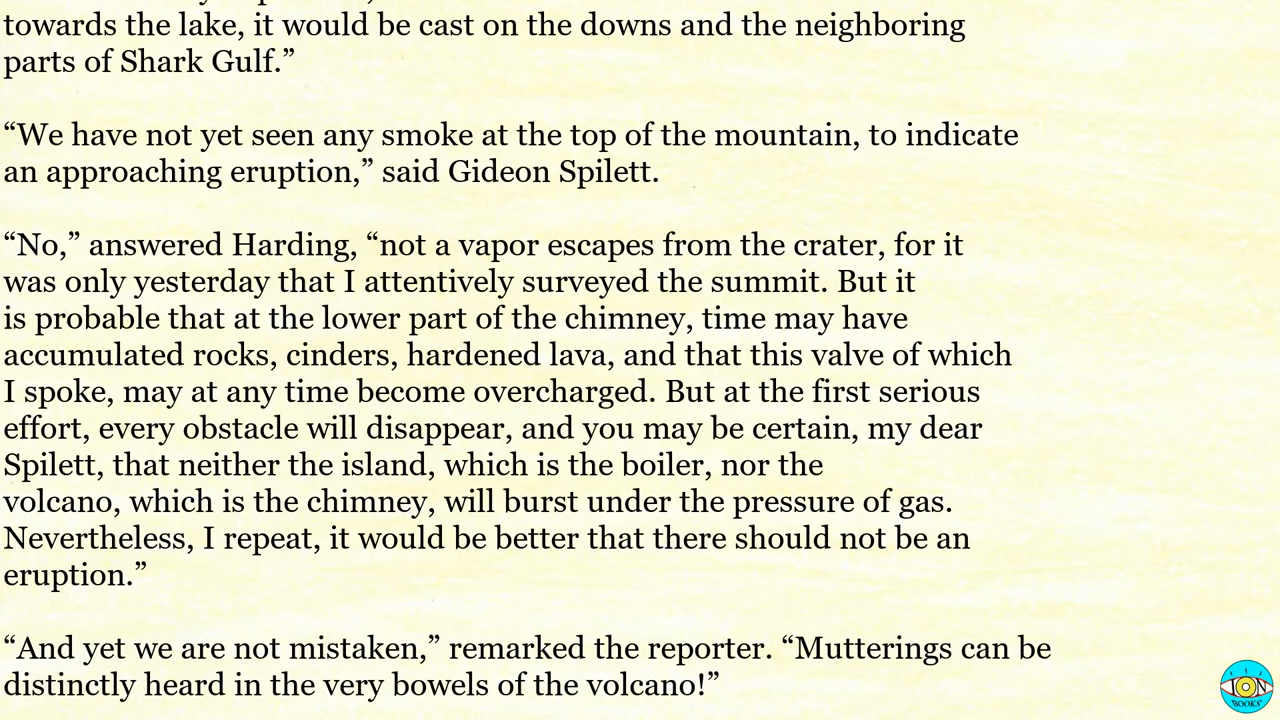 towards the lake, it would be cast on the downs and the neighboring
parts of Shark Gulf.”
“We have not yet seen any smoke at the top of the mountain, to indicate
an approaching eruption,” said Gideon Spilett.
“No,” answered Harding, “not a vapor escapes from the crater, for it
was only yesterday that I attentively surveyed the summit. But it
is probable that at the lower part of the chimney, time may have
accumulated rocks, cinders, hardened lava, and that this valve of which
I spoke, may at any time become overcharged. But at the first serious
effort, every obstacle will disappear, and you may be certain, my dear
Spilett, that neither the island, which is the boiler, nor the
volcano, which is the chimney, will burst under the pressure of gas.
Nevertheless, I repeat, it would be better that there should not be an
eruption.”
“And yet we are not mistaken,” remarked the reporter. “Mutterings can be
distinctly heard in the very bowels of the volcano!”
ION
BOOKS